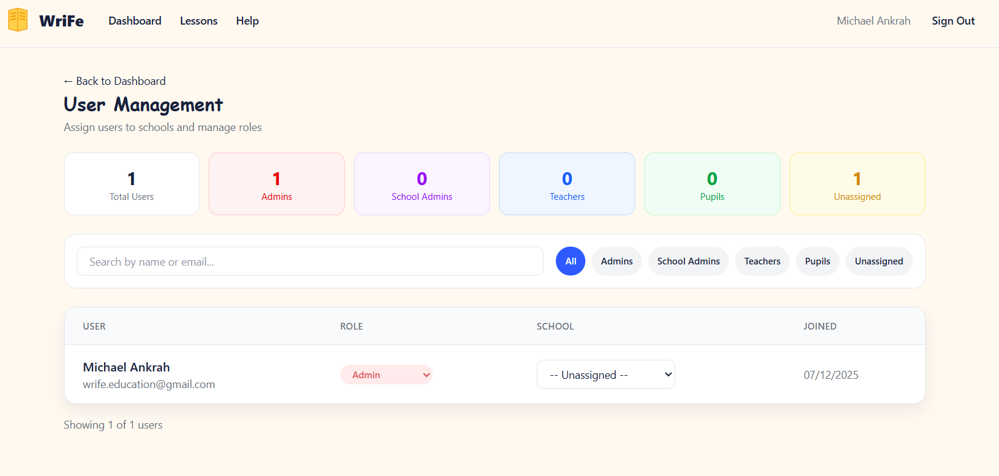 WriFe Dashboard Lessons Help Michael Ankrah Sign Out
← Back to Dashboard
User Management
Assign users to schools and manage roles
1 1 0 0 0 1
Total Users Admins School Admins Teachers Pupils Unassigned
Search by name or email... All Admins School Admins Teachers Pupils Unassigned
USER ROLE SCHOOL JOINED
Michael Ankrah
wrife.education@gmail.com
Admin -- Unassigned -- 07/12/2025
Showing 1 of 1 users